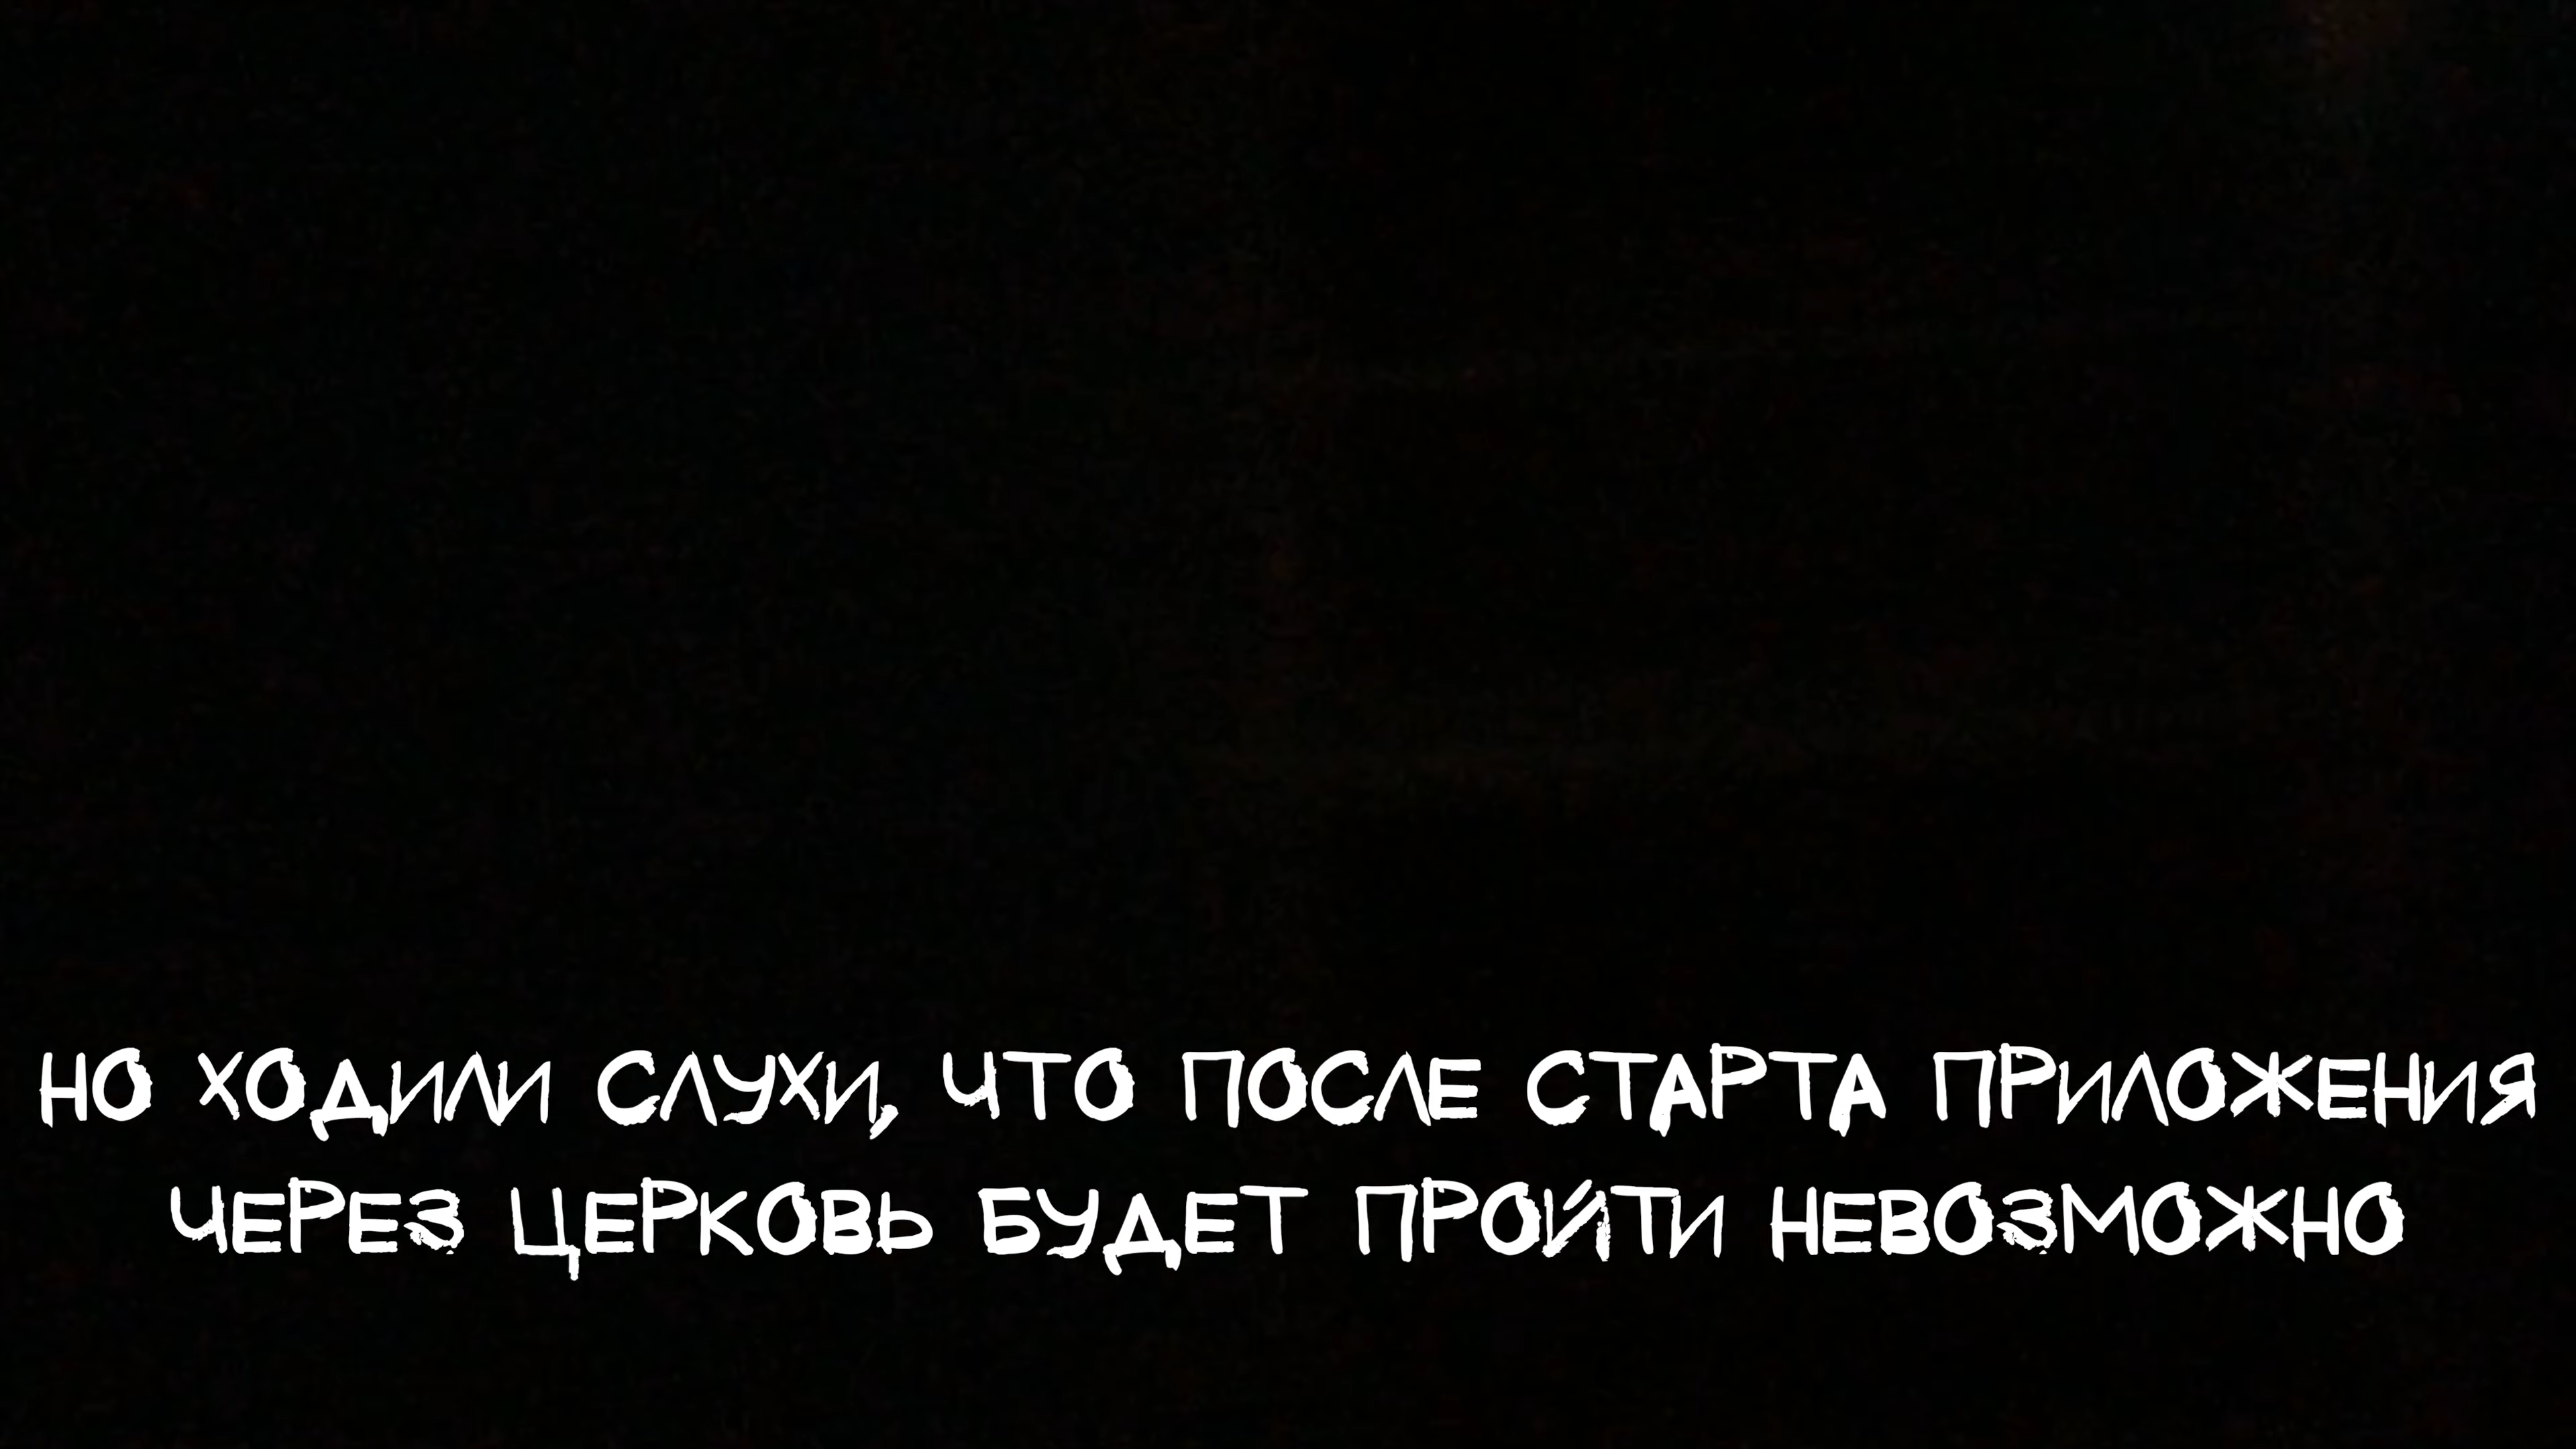 НО ХОДИЛИ СЛУХИ, ЧТО ПОСЛЕ СТАРТА ПРИЛОЖЕНИЯ
ЧЕРЕЗ ЦЕРКОВЬ БУДЕТ ПРОЙТИ НЕВОЗМОЖНО